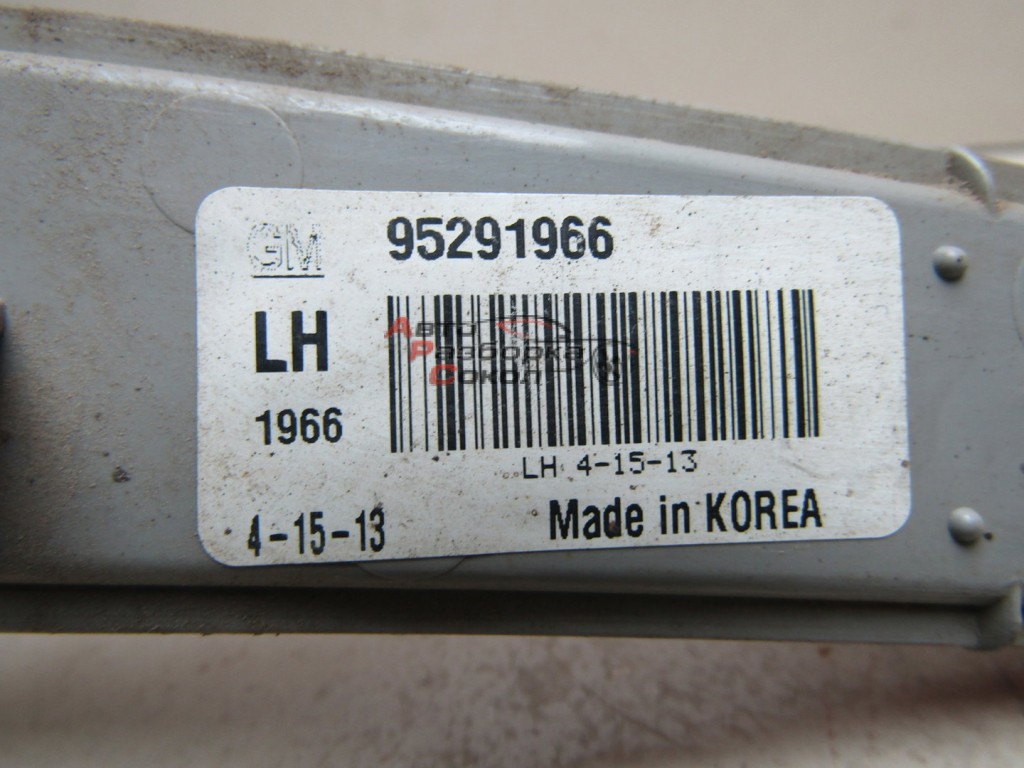 GM 95291966
LH
1966
Авто
Разборка
Сокол
LH 4-15-13
4-15-13 Made in KOREA